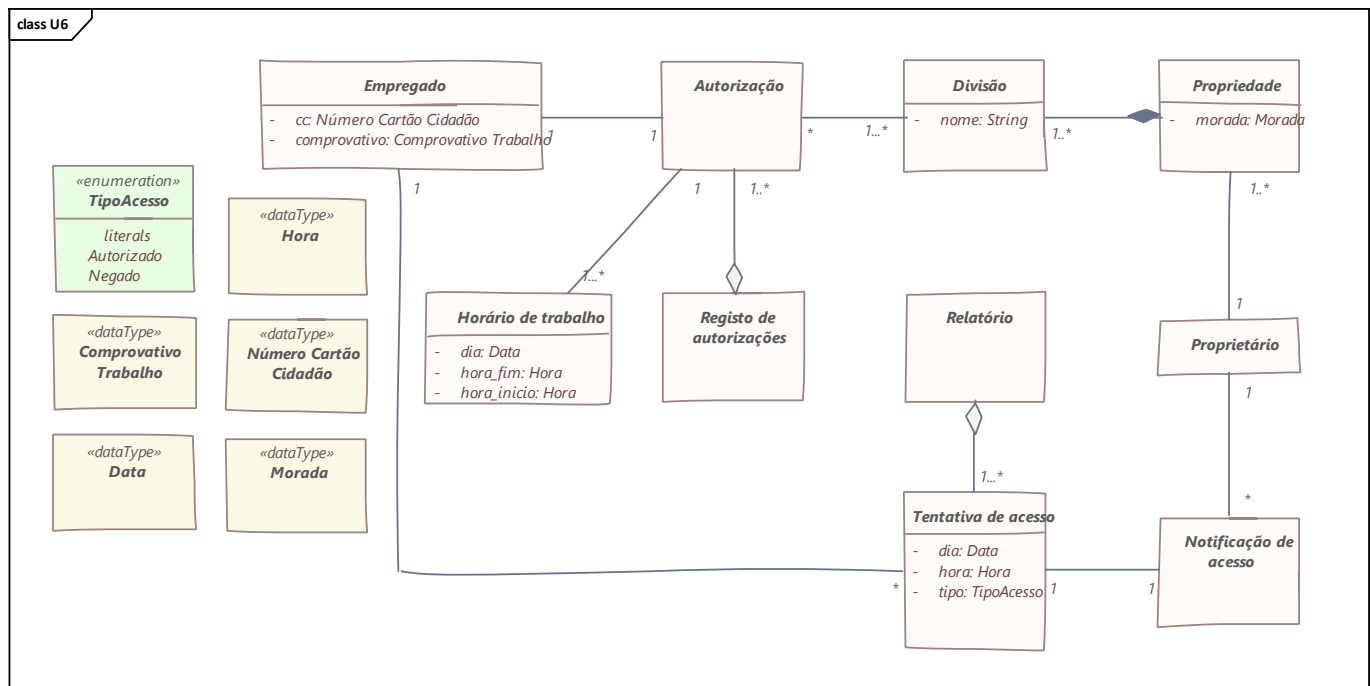 class U6
Empregado
- cc: Número Cartão Cidadão
- comprovativo: Comprovativo Trabalho
1
1
Autorização
*
1...*
Divisão
- nome: String
1..*
Propriedade
- morada: Morada
1
1
1..*
1..*
«enumeration»
TipoAcesso
literals
Autorizado
Negado
«dataType»
Hora
1...*
Horário de trabalho
- dia: Data
- hora_fim: Hora
- hora_inicio: Hora
Registo de
autorizações
Relatório
1
Proprietário
1
«dataType»
Comprovativo
Trabalho
«dataType»
Número Cartão
Cidadão
«dataType»
Data
«dataType»
Morada
1...*
*
Tentativa de acesso
- dia: Data
- hora: Hora
- tipo: TipoAcesso
*
1
1
Notificação de
acesso